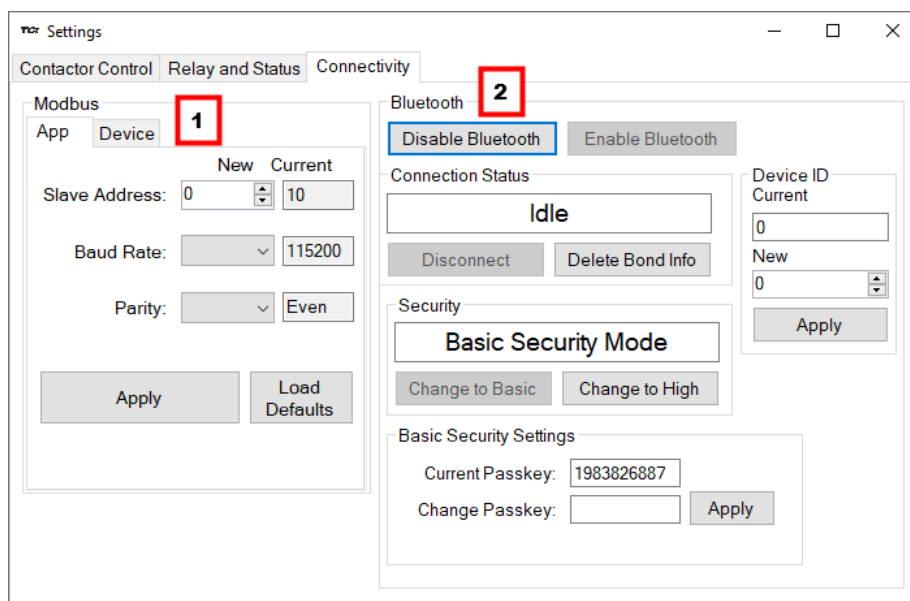 TICr Settings
Contactor Control Relay and Status Connectivity
Modbus
App Device
1
New Current
Slave Address: 0 10
Baud Rate: 115200
Parity: Even
Apply Load Defaults
Bluetooth
2
Disable Bluetooth Enable Bluetooth
Connection Status
Idle
Disconnect Delete Bond Info
Device ID
Current
0
New
0
Apply
Security
Basic Security Mode
Change to Basic Change to High
Basic Security Settings
Current Passkey: 1983826887
Change Passkey: Apply